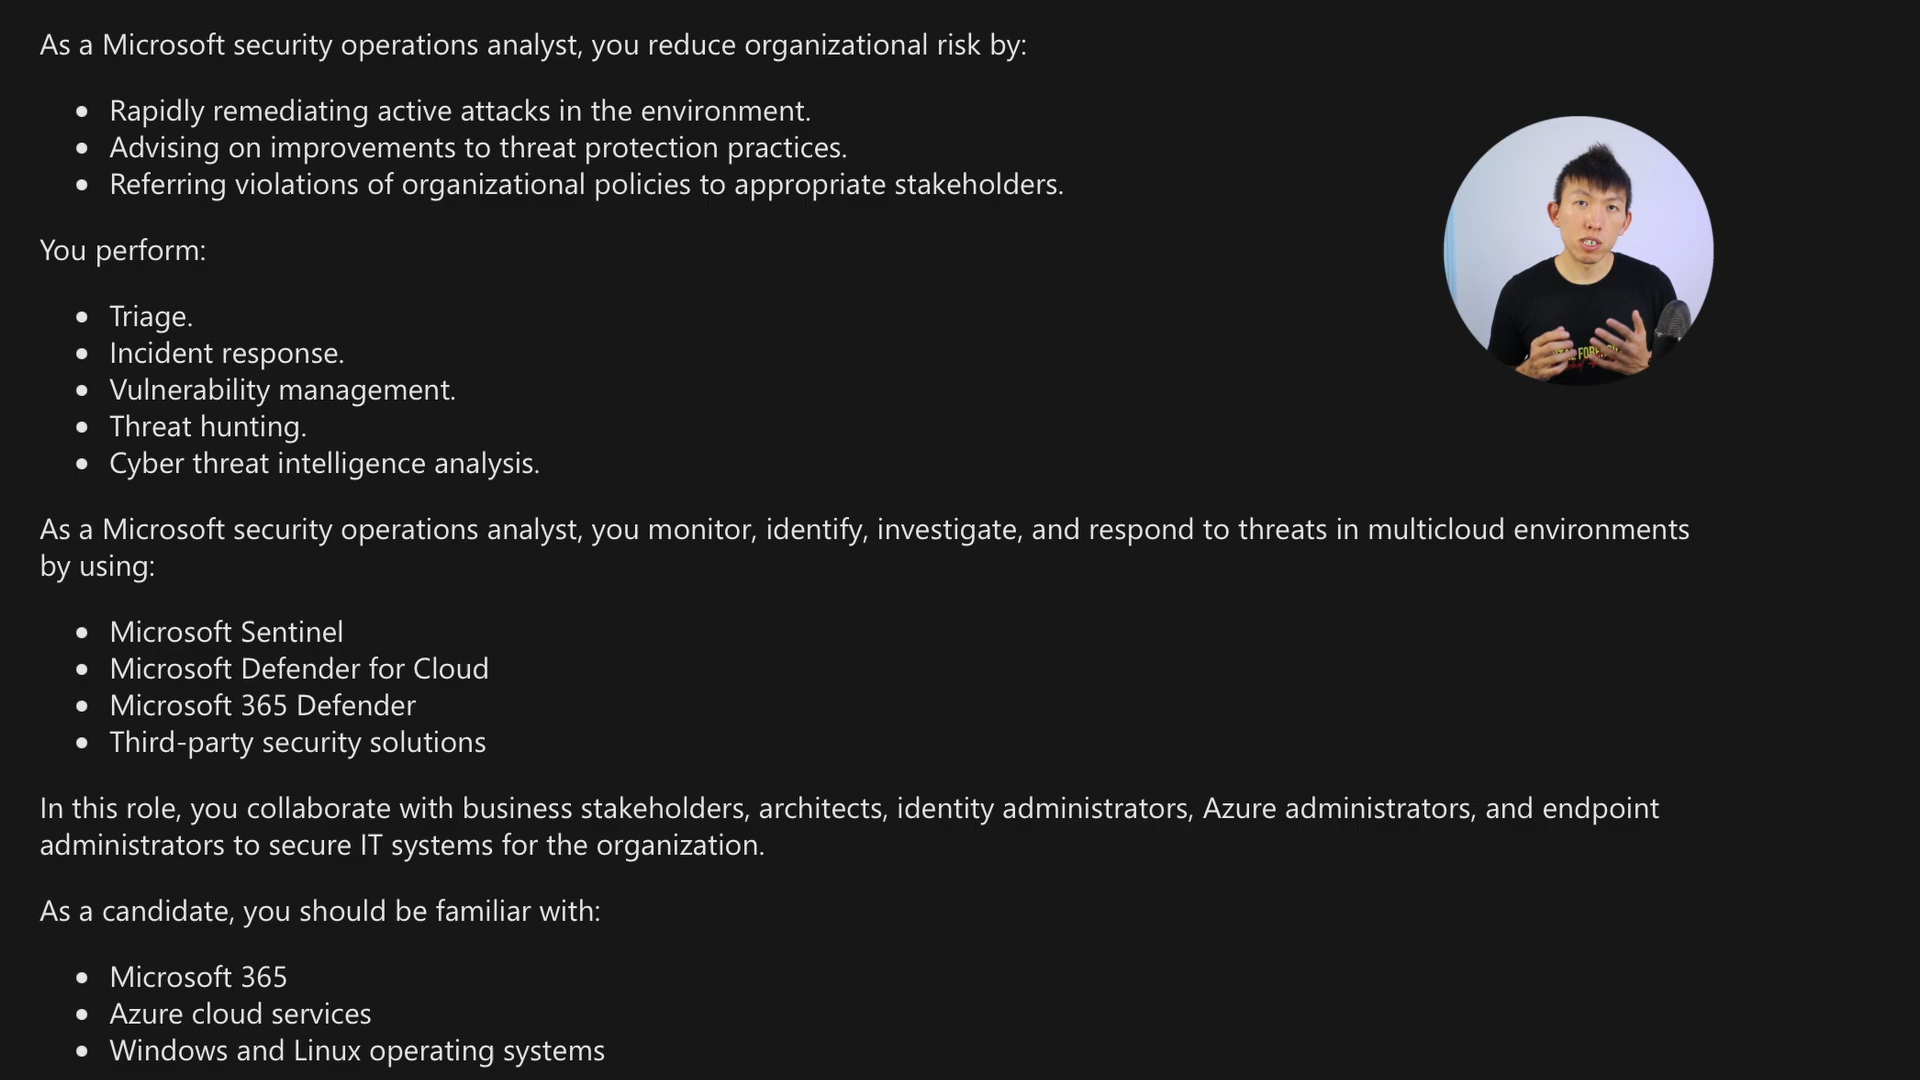 As a Microsoft security operations analyst, you reduce organizational risk by:
Rapidly remediating active attacks in the environment.
Advising on improvements to threat protection practices.
Referring violations of organizational policies to appropriate stakeholders.
You perform:
Triage.
Incident response.
Vulnerability management.
Threat hunting.
Cyber threat intelligence analysis.
As a Microsoft security operations analyst, you monitor, identify, investigate, and respond to threats in multicloud environments
by using:
Microsoft Sentinel
Microsoft Defender for Cloud
Microsoft 365 Defender
Third-party security solutions
In this role, you collaborate with business stakeholders, architects, identity administrators, Azure administrators, and endpoint
administrators to secure IT systems for the organization.
As a candidate, you should be familiar with:
Microsoft 365
Azure cloud services
Windows and Linux operating systems